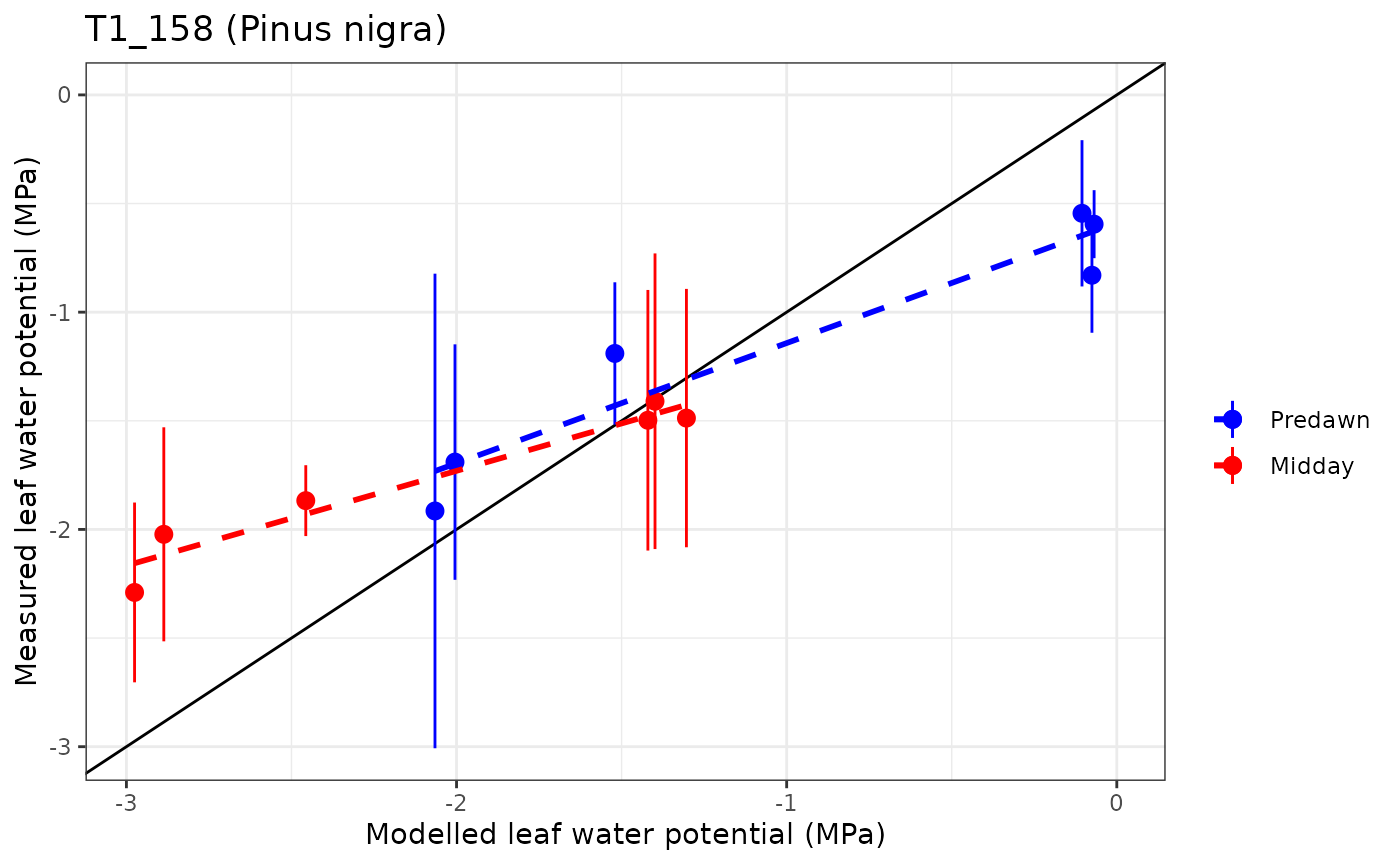 T1_158 (Pinus nigra)
Measured leaf water potential (MPa)
0
-1
-2
-3
-3
-2
-1
0
Modelled leaf water potential (MPa)
Predawn
Midday